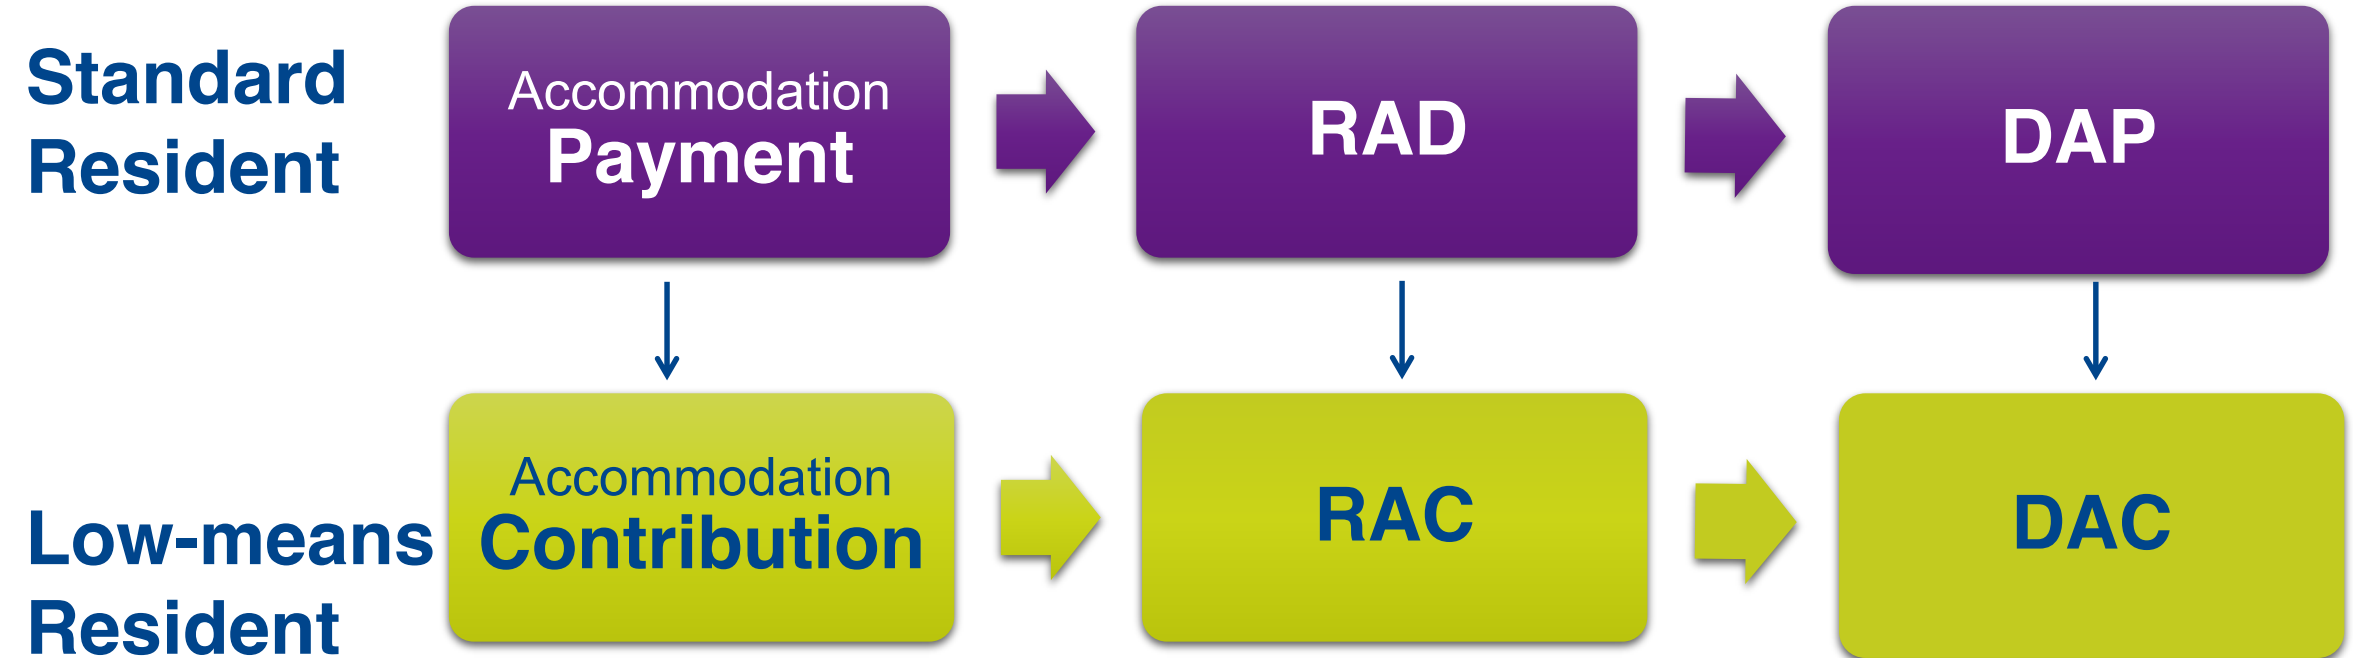 Standard
Resident
Accommodation
Payment
RAD
DAP
Low-means
Resident
Accommodation
Contribution
RAC
DAC